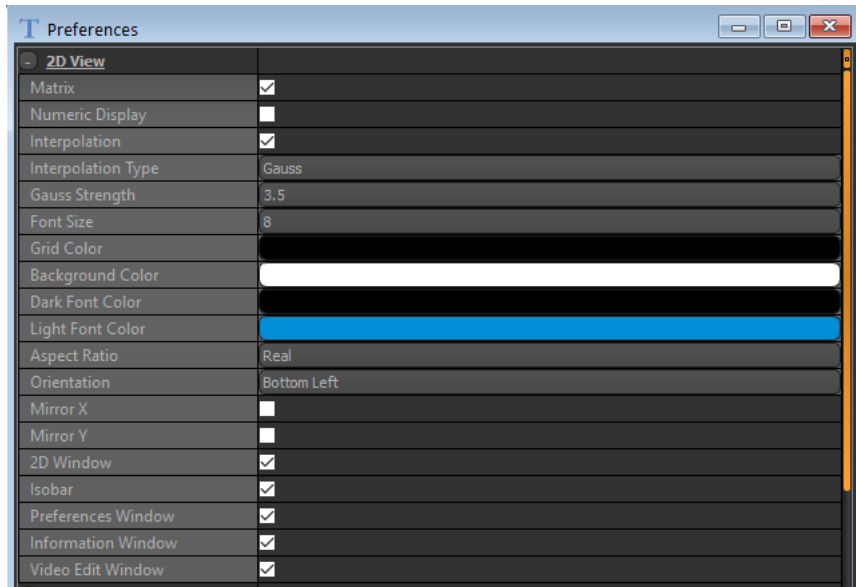 T Preferences
- 2D View
Matrix
Numeric Display
Interpolation
Interpolation Type Gauss
Gauss Strength 3.5
Font Size 8
Grid Color
Background Color
Dark Font Color
Light Font Color
Aspect Ratio Real
Orientation Bottom Left
Mirror X
Mirror Y
2D Window
Isobar
Preferences Window
Information Window
Video Edit Window